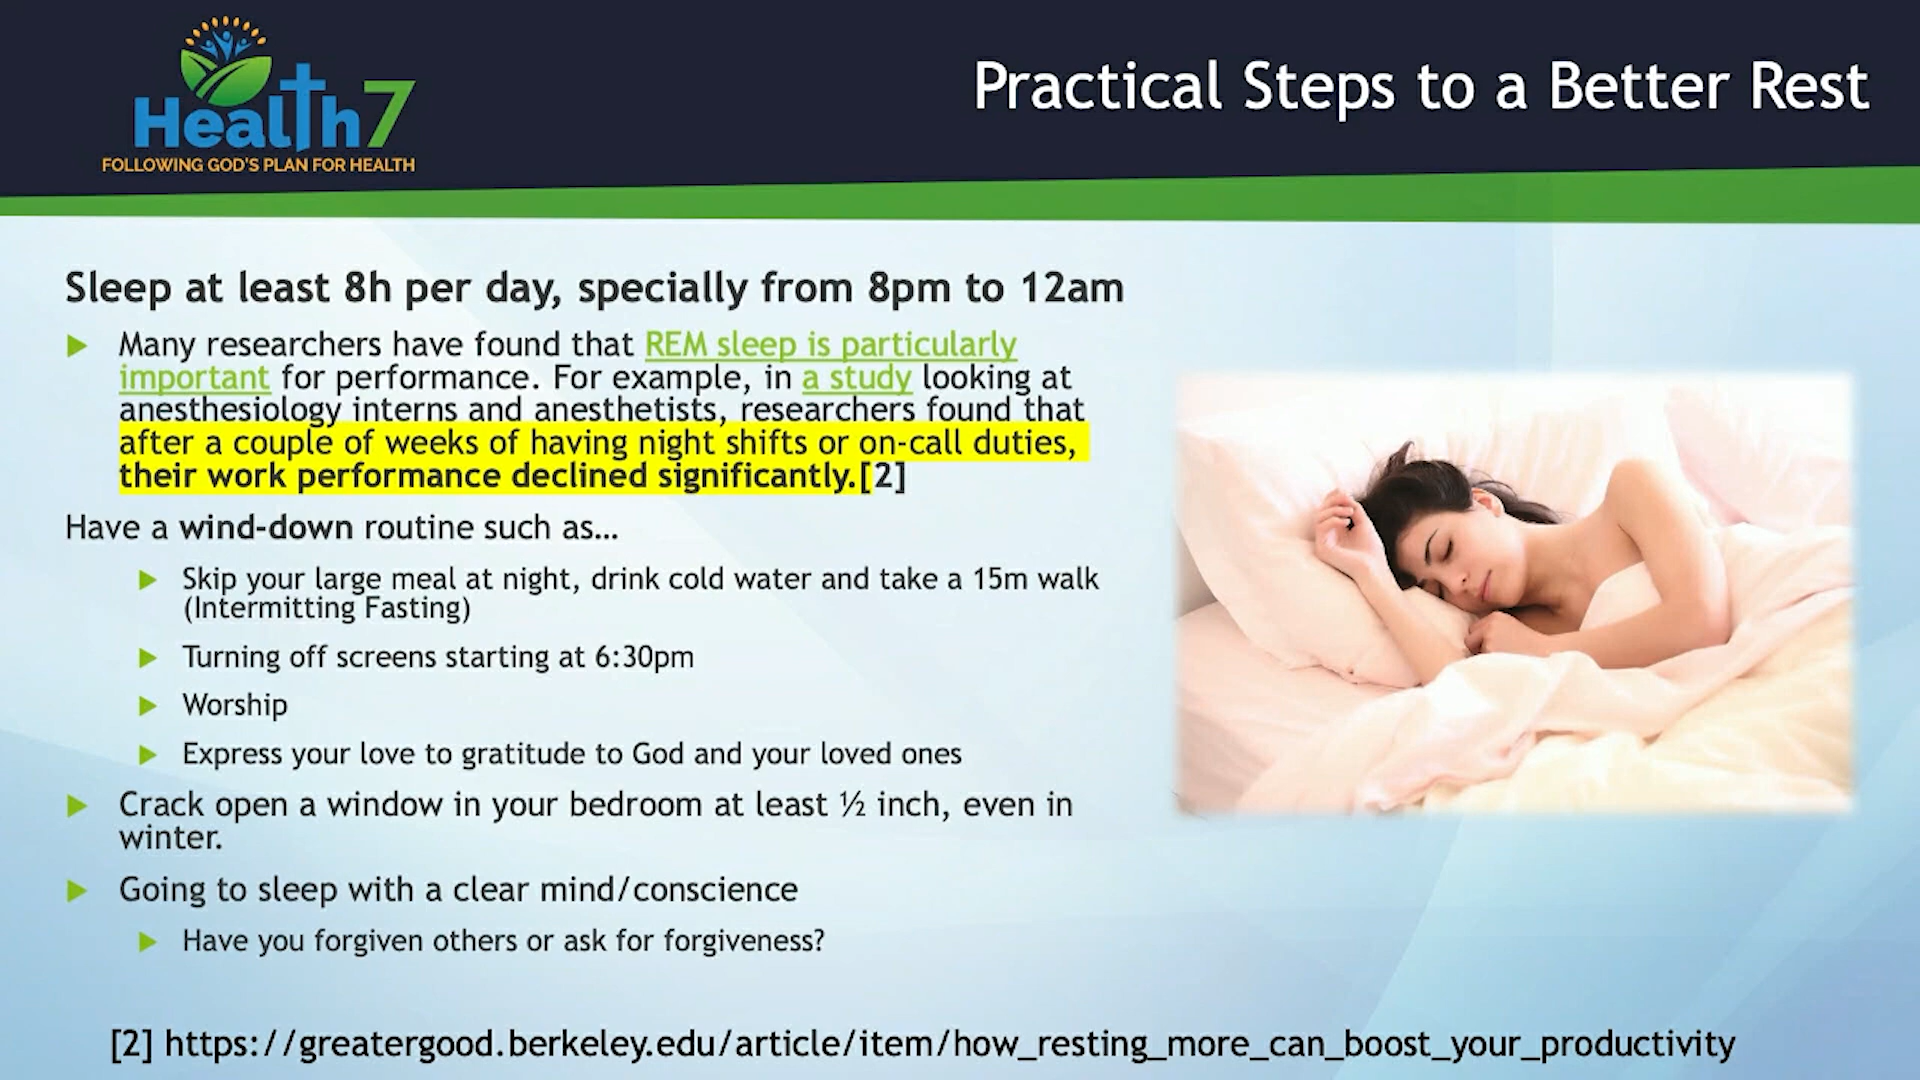 Health7
FOLLOWING GOD'S PLAN FOR HEALTH
Practical Steps to a Better Rest
Sleep at least 8h per day, specially from 8pm to 12am
Many researchers have found that REM sleep is particularly
important for performance. For example, in a study looking at
anesthesiology interns and anesthetists, researchers found that
after a couple of weeks of having night shifts or on-call duties,
their work performance declined significantly.[2]
Have a wind-down routine such as…
Skip your large meal at night, drink cold water and take a 15m walk
(Intermitting Fasting)
Turning off screens starting at 6:30pm
Worship
Express your love to gratitude to God and your loved ones
Crack open a window in your bedroom at least ½ inch, even in
winter.
Going to sleep with a clear mind/conscience
Have you forgiven others or ask for forgiveness?
[2] https://greatergood.berkeley.edu/article/item/how_resting_more_can_boost_your_productivity